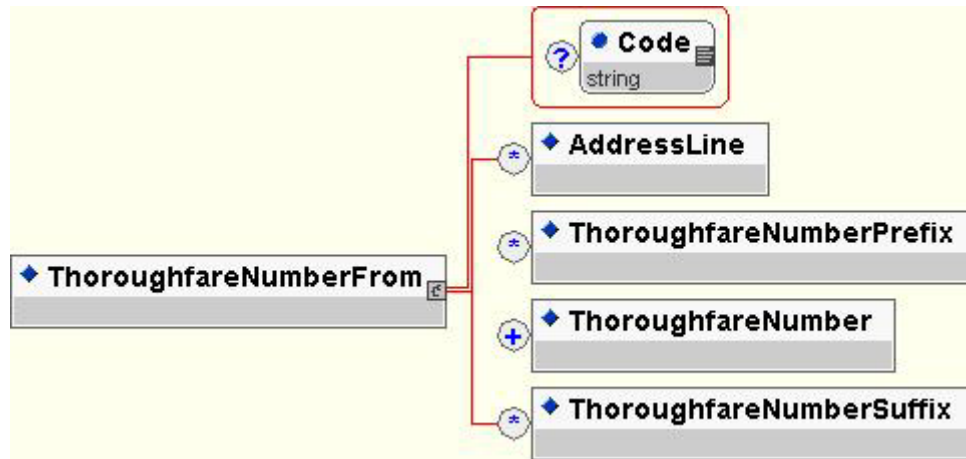 ? Code
string
* AddressLine
* ThoroughfareNumberPrefix
ThoroughfareNumberFrom
+ ThoroughfareNumber
* ThoroughfareNumberSuffix